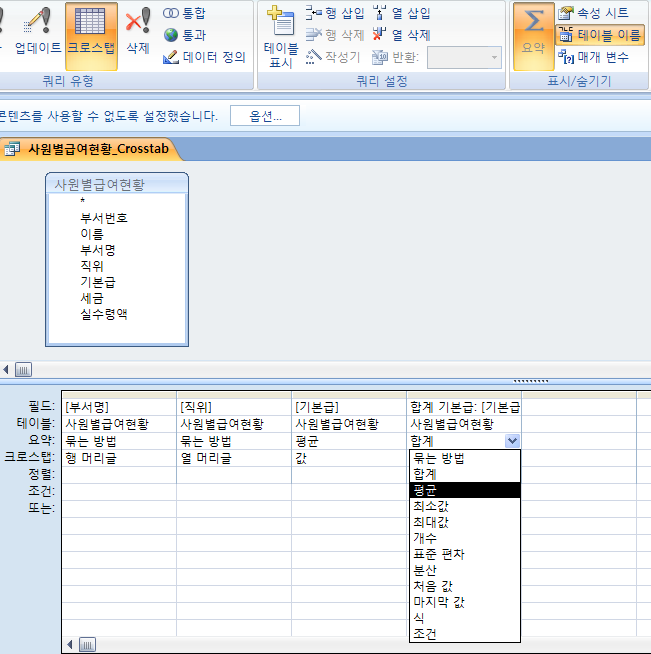 업데이트 크로스탭 삭제
통합
통과
데이터 정의
쿼리 유형
테이블
표시
행 삽입
행 삭제
작성기
열 삽입
열 삭제
반환:
쿼리 설정
요약
속성 시트
테이블 이름
매개 변수
표시/숨기기
콘텐츠를 사용할 수 없도록 설정했습니다. 옵션...
사원별급여현황_Crosstab
사원별급여현황
*
부서번호
이름
부서명
직위
기본급
세금
실수령액
필드: [부서명] [직위] [기본급] 합계 기본급: [기본급
테이블: 사원별급여현황 사원별급여현황 사원별급여현황 사원별급여현황
요약: 묶는 방법 묶는 방법 평균 합계
크로스탭: 행 머리글 열 머리글 값
정렬:
조건:
또는:
묶는 방법
합계
평균
최소값
최대값
개수
표준 편차
분산
처음 값
마지막 값
식
조건